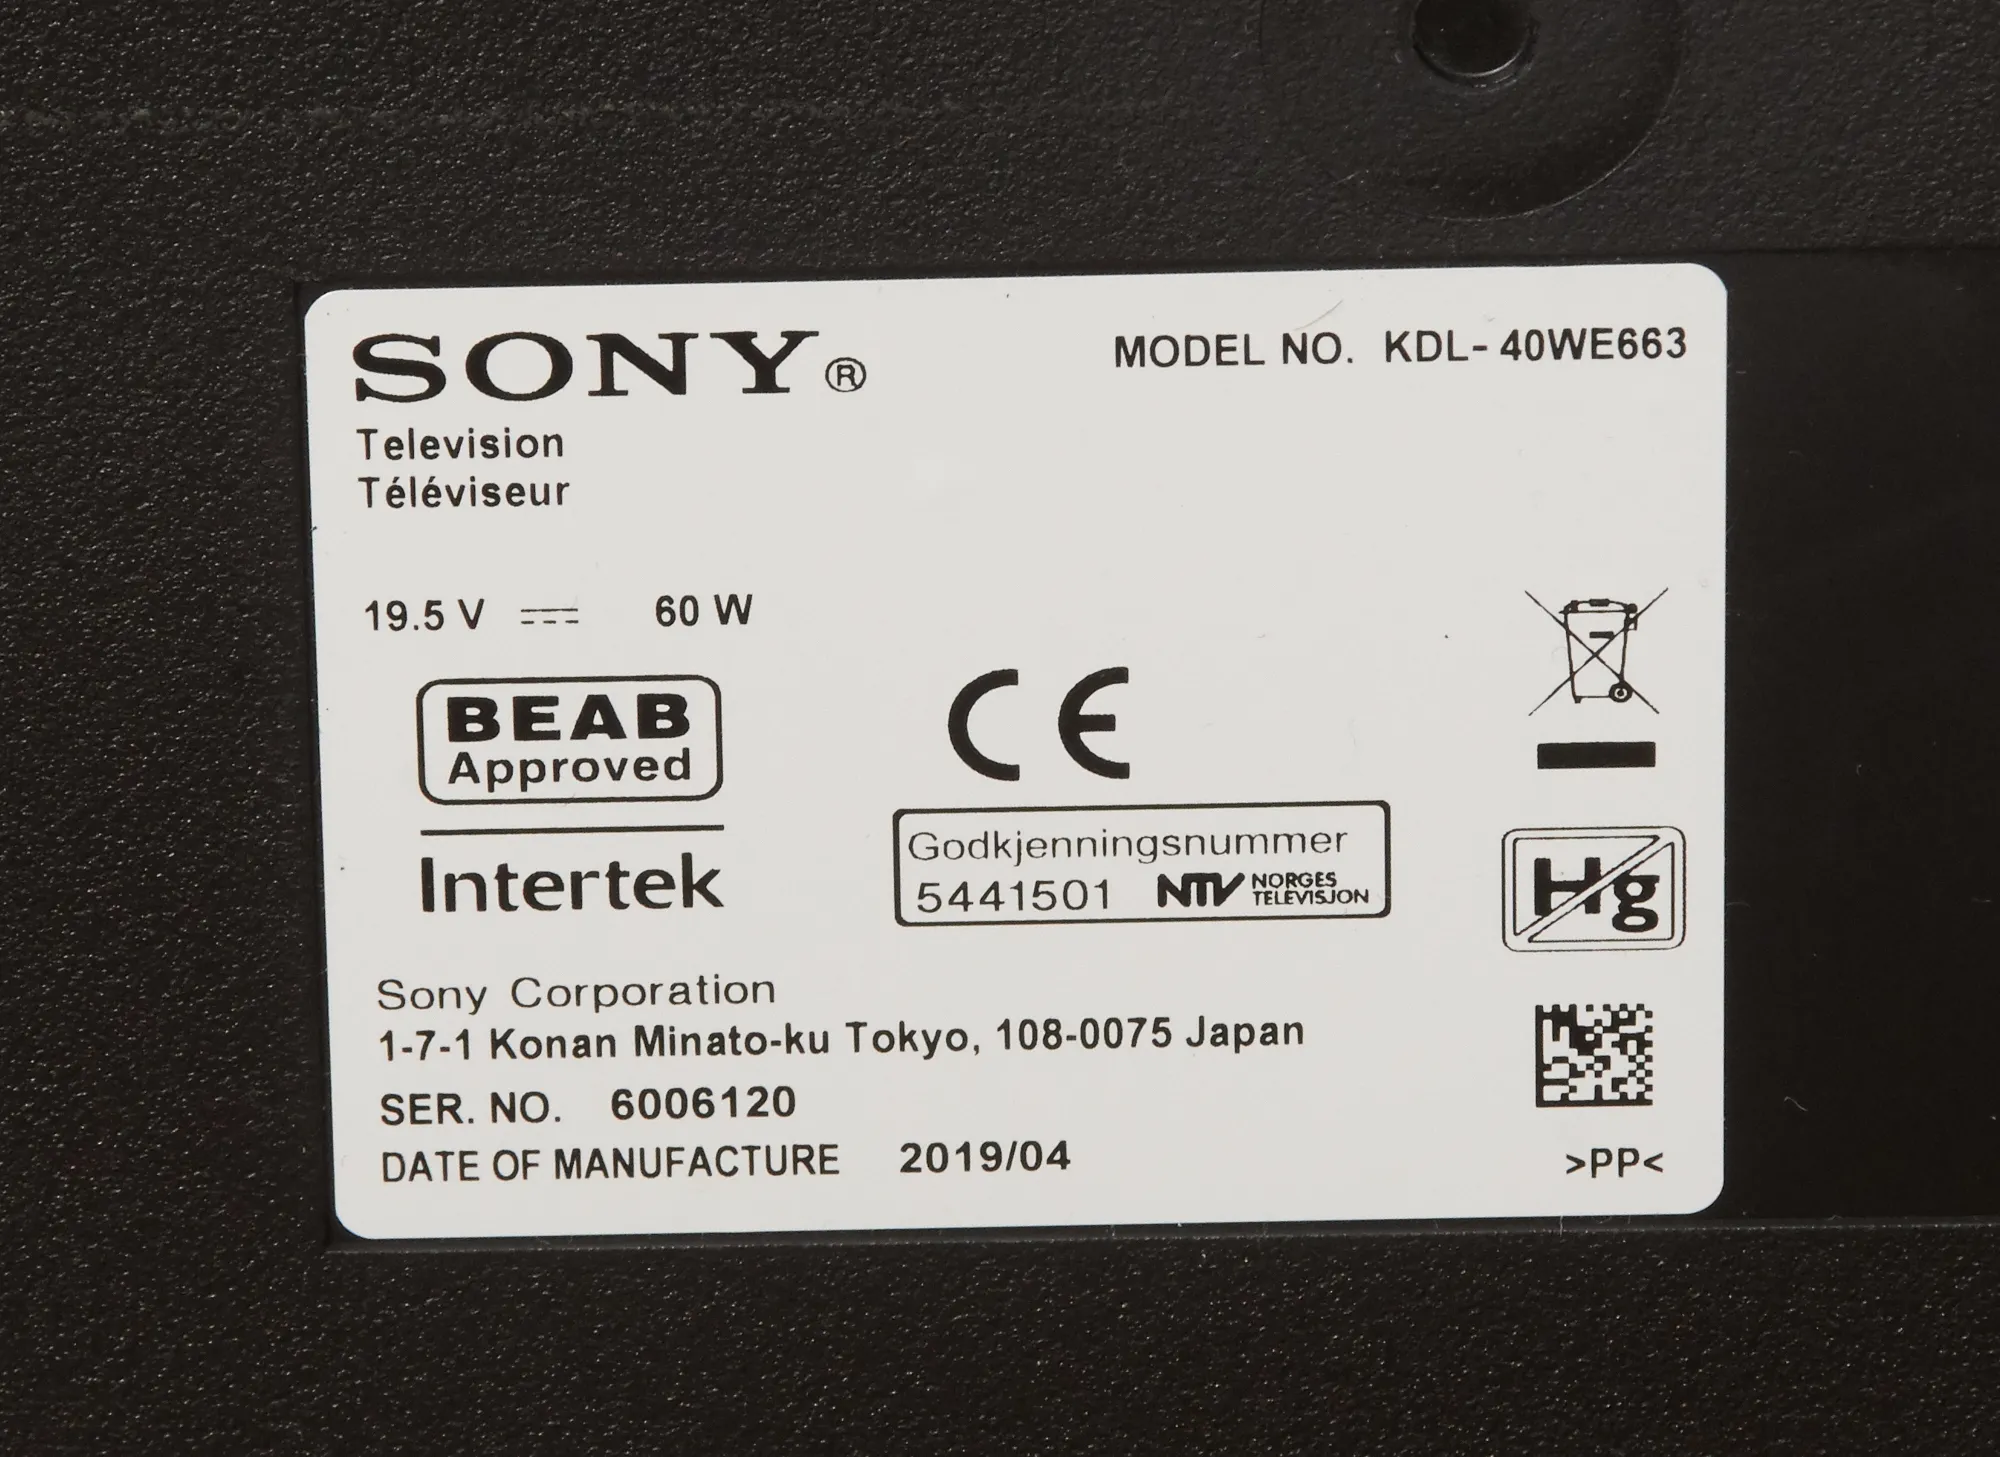 SONY®
MODEL NO. KDL-40WE663
Television
Téléviseur
19.5 V ⎓ 60 W
BEAB
Approved
Intertek
CE
Godkjenningsnummer
5441501 NTV NORGES
TELEVISJON
Hg
Sony Corporation
1-7-1 Konan Minato-ku Tokyo, 108-0075 Japan
SER. NO. 6006120
DATE OF MANUFACTURE 2019/04
>PP<